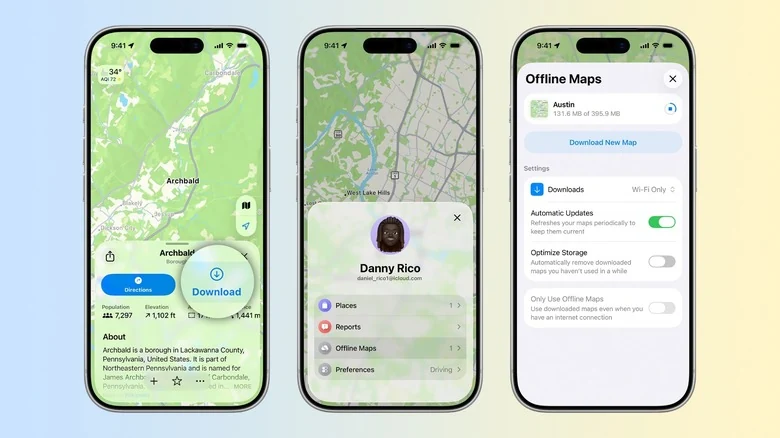 9:41
34°
AQI 72
Carbondale
Archbald
Blakely
Jessup
Dickson City
Archbald
Directions
Download
Population
Elevation
7,297
1,102 ft
1,441 m
About
Archbald is a borough in Lackawanna County,
Pennsylvania, United States. It is part of
Northeastern Pennsylvania and is named for
James Archb
Carbondale,
Pennsylvania
MORE
9:41
West Lake Hills
Danny Rico
daniel_rico1@icloud.com
Places 1
Reports
Offline Maps 1
Preferences Driving
9:41
Offline Maps
Austin
131.6 MB of 395.9 MB
Download New Map
Settings
Downloads Wi-Fi Only
Automatic Updates
Refreshes your maps periodically to
keep them current
Optimize Storage
Automatically remove downloaded
maps you haven't used in a while
Only Use Offline Maps
Use downloaded maps even when you
have an internet connection